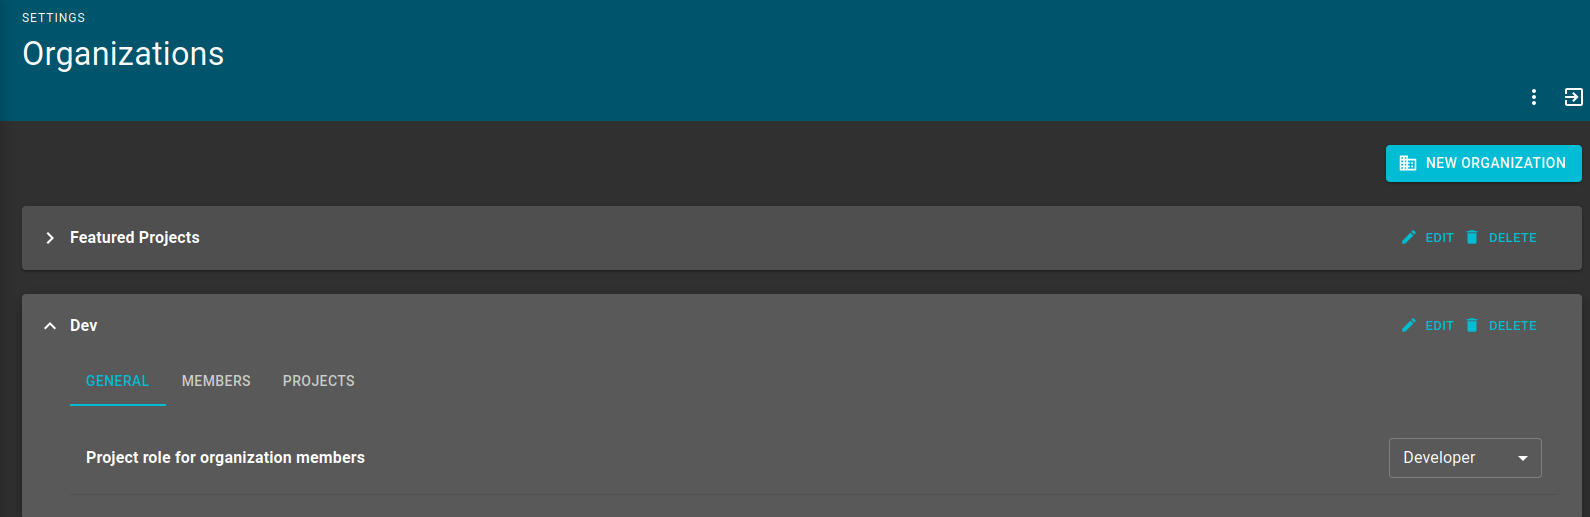 SETTINGS
Organizations
NEW ORGANIZATION
Featured Projects EDIT DELETE
Dev EDIT DELETE
GENERAL MEMBERS PROJECTS
Project role for organization members Developer